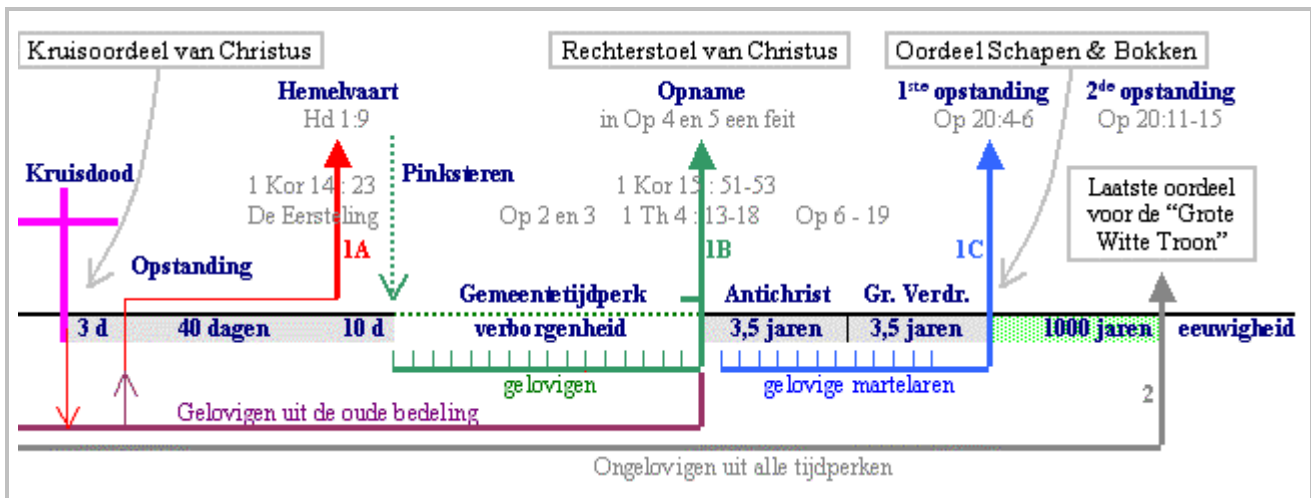 Kruisoordeel van Christus
Rechterstoel van Christus
Oordeel Schapen & Bokken
Hemelvaart
Hd 1:9
Opname
in Op 4 en 5 een feit
1ste opstanding
Op 20:4-6
2de opstanding
Op 20:11-15
Kruisdood
Pinksteren
1 Kor 14 : 23
De Eersteling
1 Kor 15 : 51-53
Op 2 en 3
1 Th 4 : 13-18
Op 6 - 19
Laatste oordeel
voor de “Grote
Witte Troon”
1A
1B
1C
Opstanding
Gemeentetijdperk
Antichrist
Gr. Verdr.
3 d
40 dagen
10 d
verborgenheid
3,5 jaren
3,5 jaren
1000 jaren
eeuwigheid
gelovigen
gelovige martelaren
2
Gelovigen uit de oude bedeling
Ongelovigen uit alle tijdperken